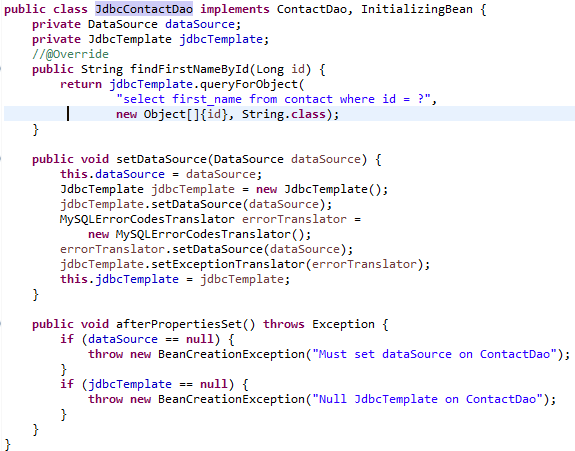 public class JdbcContactDao implements ContactDao, InitializingBean {
    private DataSource dataSource;
    private JdbcTemplate jdbcTemplate;
    //@Override
    public String findFirstNameById(Long id) {
        return jdbcTemplate.queryForObject(
                "select first_name from contact where id = ?",
                new Object[]{id}, String.class);
    }

    public void setDataSource(DataSource dataSource) {
        this.dataSource = dataSource;
        JdbcTemplate jdbcTemplate = new JdbcTemplate();
        jdbcTemplate.setDataSource(dataSource);
        MySQLErrorCodesTranslator errorTranslator =
            new MySQLErrorCodesTranslator();
        errorTranslator.setDataSource(dataSource);
        jdbcTemplate.setExceptionTranslator(errorTranslator);
        this.jdbcTemplate = jdbcTemplate;
    }

    public void afterPropertiesSet() throws Exception {
        if (dataSource == null) {
            throw new BeanCreationException("Must set dataSource on ContactDao");
        }
        if (jdbcTemplate == null) {
            throw new BeanCreationException("Null JdbcTemplate on ContactDao");
        }
    }
}